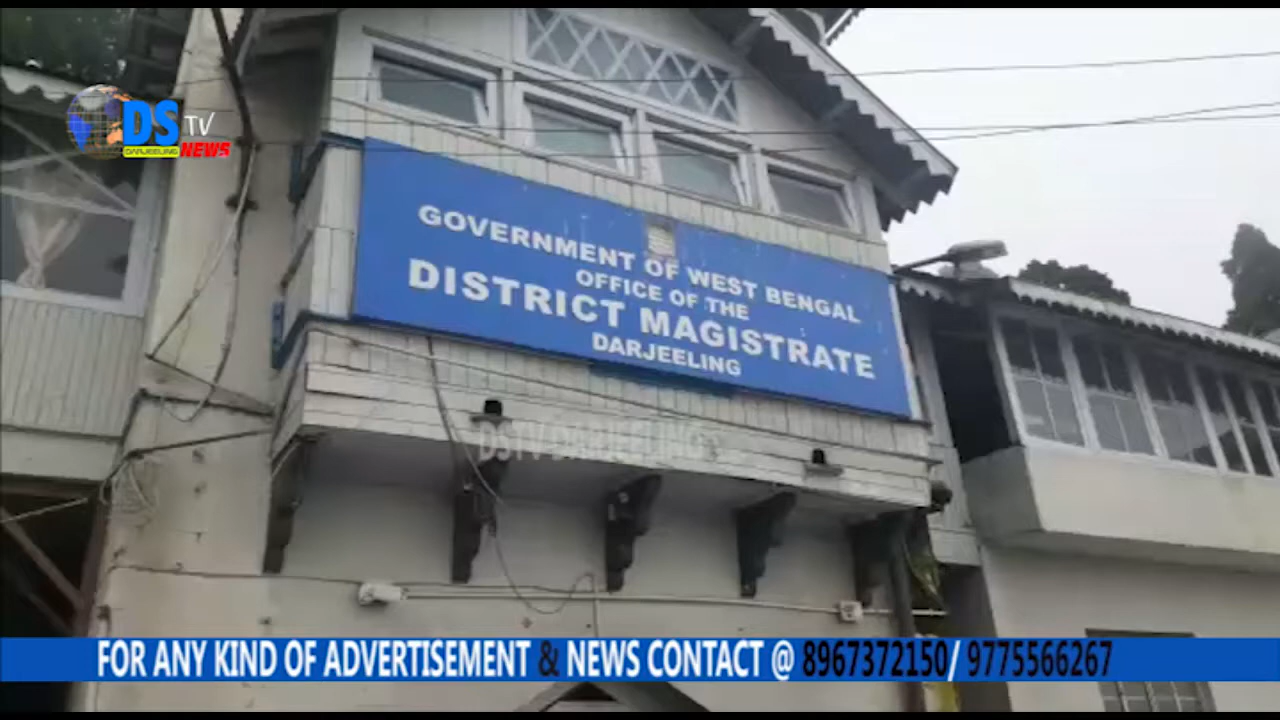 DS TV
DARJEELING NEWS
GOVERNMENT OF WEST BENGAL
OFFICE OF THE
DISTRICT MAGISTRATE
DARJEELING
DSTV DARJEELING
FOR ANY KIND OF ADVERTISEMENT & NEWS CONTACT @ 8967372150/ 9775566267